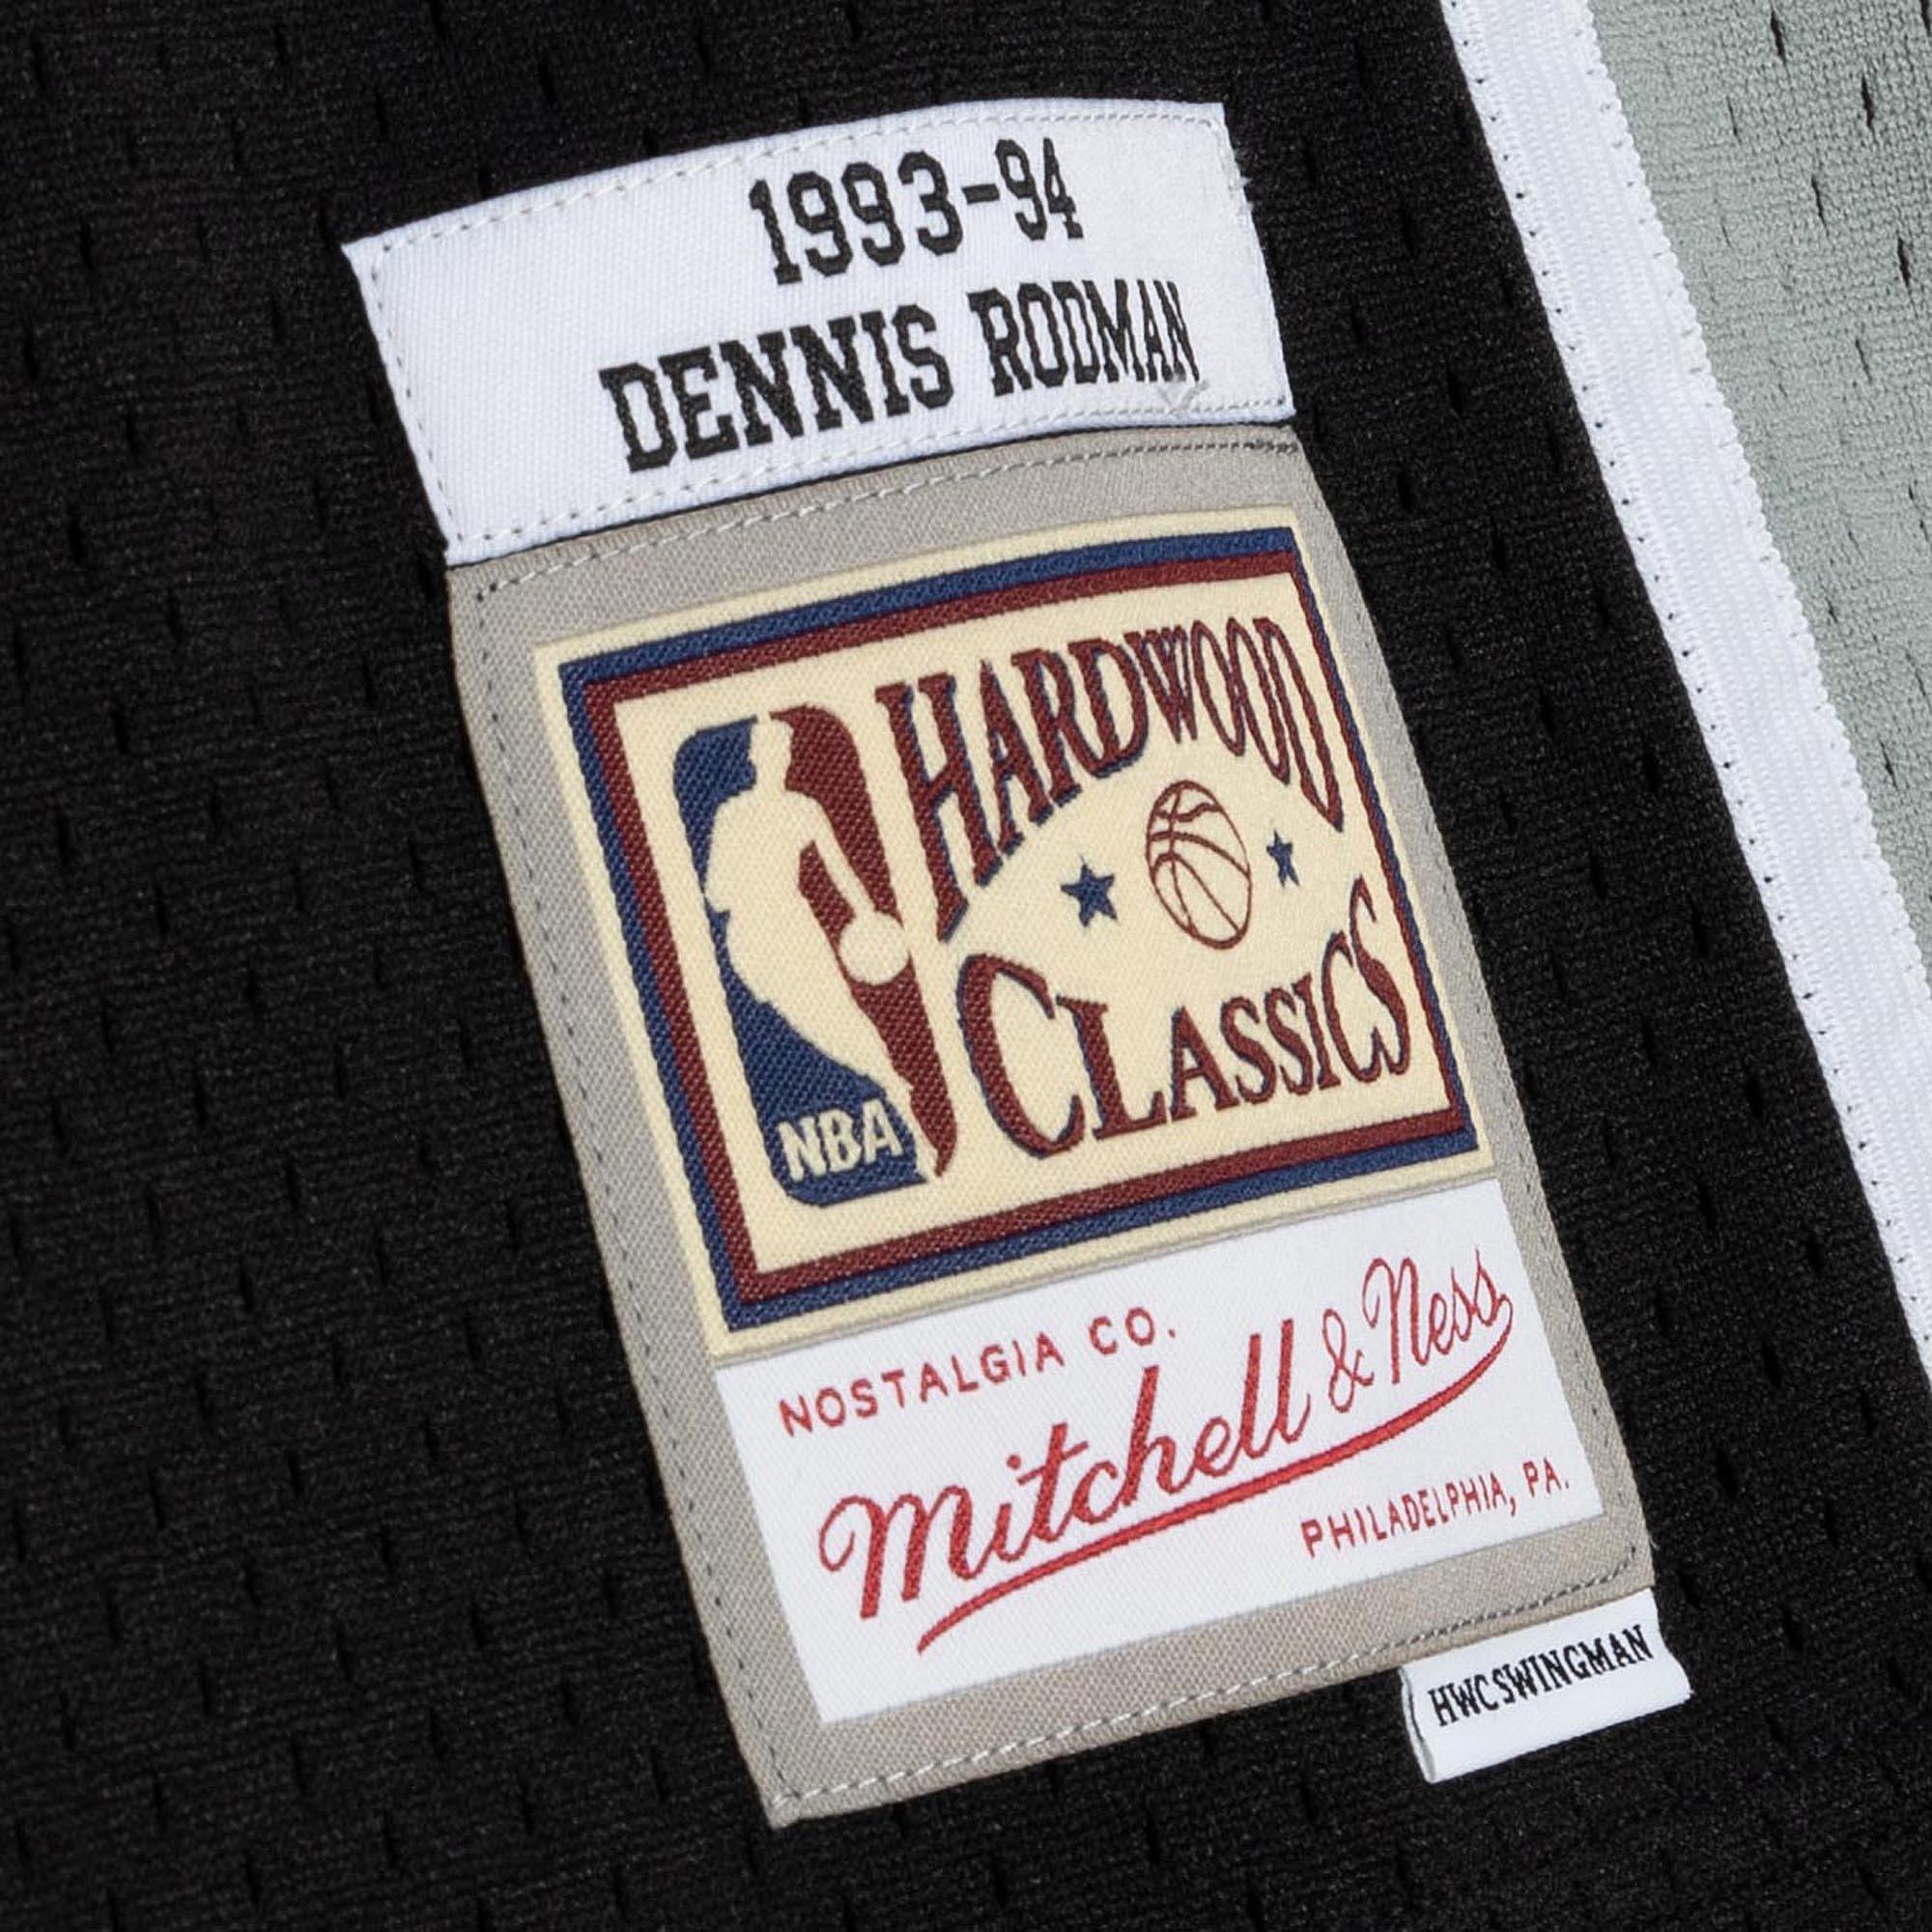 1993-94
DENNIS RODMAN
HARDWOOD
CLASSICS
NBA
NOSTALGIA CO.
Mitchell & Ness
PHILADELPHIA, PA.
HWCSWINGMAN